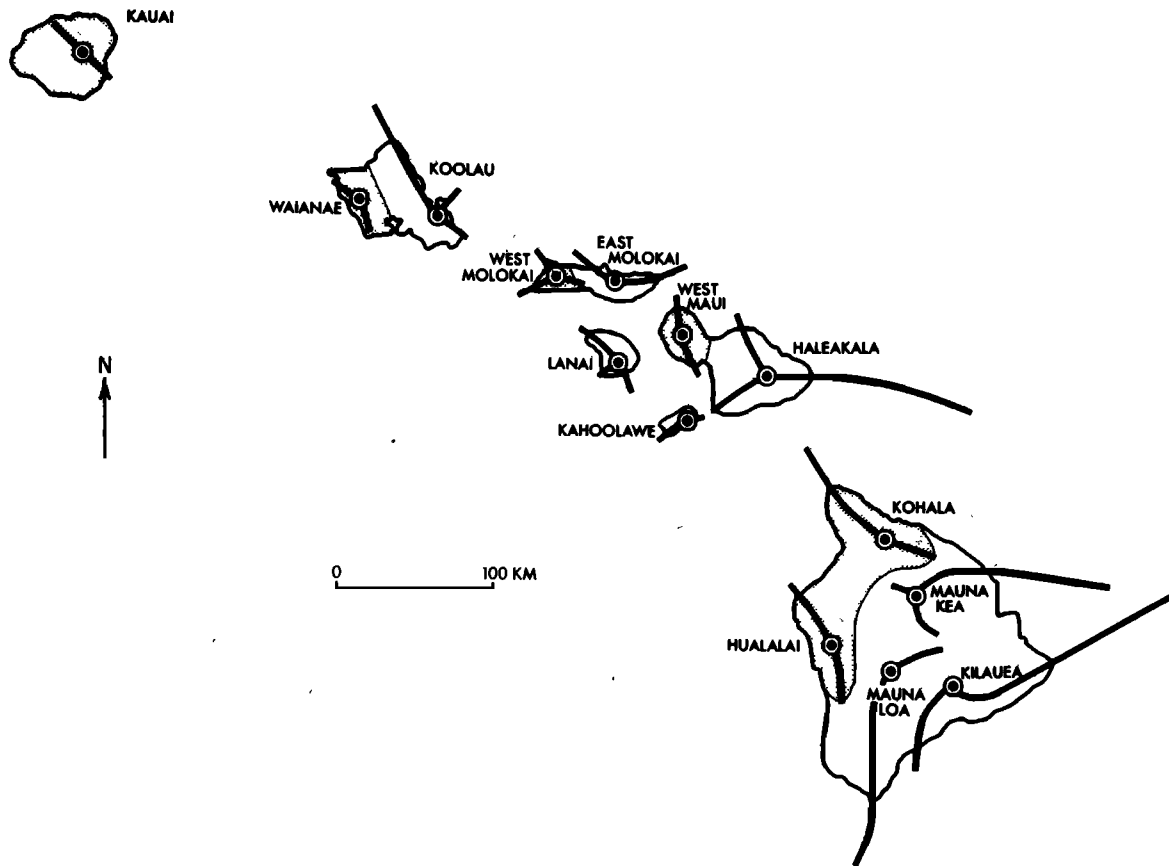 KAUAI
KOOLAU
WAIANAE
WEST
MOLOKAI
EAST
MOLOKAI
WEST
MAUI
LANAI
HALEAKALA
KAHOOLAWE
N
KOHALA
0 100 KM
MAUNA
KEA
HUALALAI
MAUNA
LOA
KILAUEA